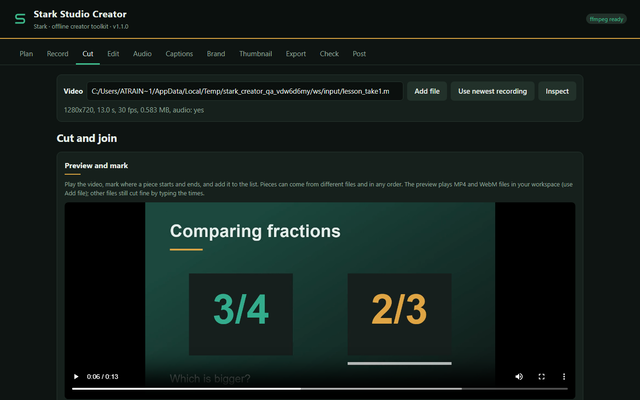 Stark Studio Creator
Stark · offline creator toolkit · v1.1.0
ffmpeg ready
Plan Record Cut Edit Audio Captions Brand Thumbnail Export Check Post
Video C:/Users/ATRAIN~1/AppData/Local/Temp/stark_creator_qa_vdw6d6my/ws/input/lesson_take1.m Add file Use newest recording Inspect
1280x720, 13.0 s, 30 fps, 0.583 MB, audio: yes
Cut and join
Preview and mark
Play the video, mark where a piece starts and ends, and add it to the list. Pieces can come from different files and in any order. The preview plays MP4 and WebM files in your workspace (use
Add file); other files still cut fine by typing the times.
Comparing fractions
3/4 2/3
Which is bigger?
0:06 / 0:13